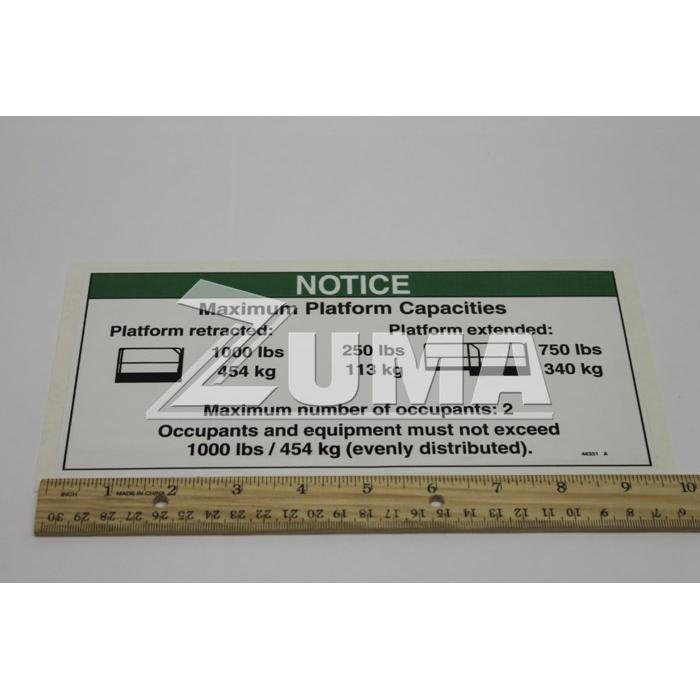 NOTICE
Maximum Platform Capacities
Platform retracted: Platform extended:
1000 lbs 250 lbs 750 lbs
454 kg 113 kg 340 kg
ZUMA
Maximum number of occupants: 2
Occupants and equipment must not exceed
1000 lbs / 454 kg (evenly distributed).
48331 A
INCH 1 MADE IN CHINA 2 3 4 5 6 7 8 9 10
30 29 28 27 26 25 24 23 22 21 20 19 18 17 16 15 14 13 12 11 10 9 8 7 6